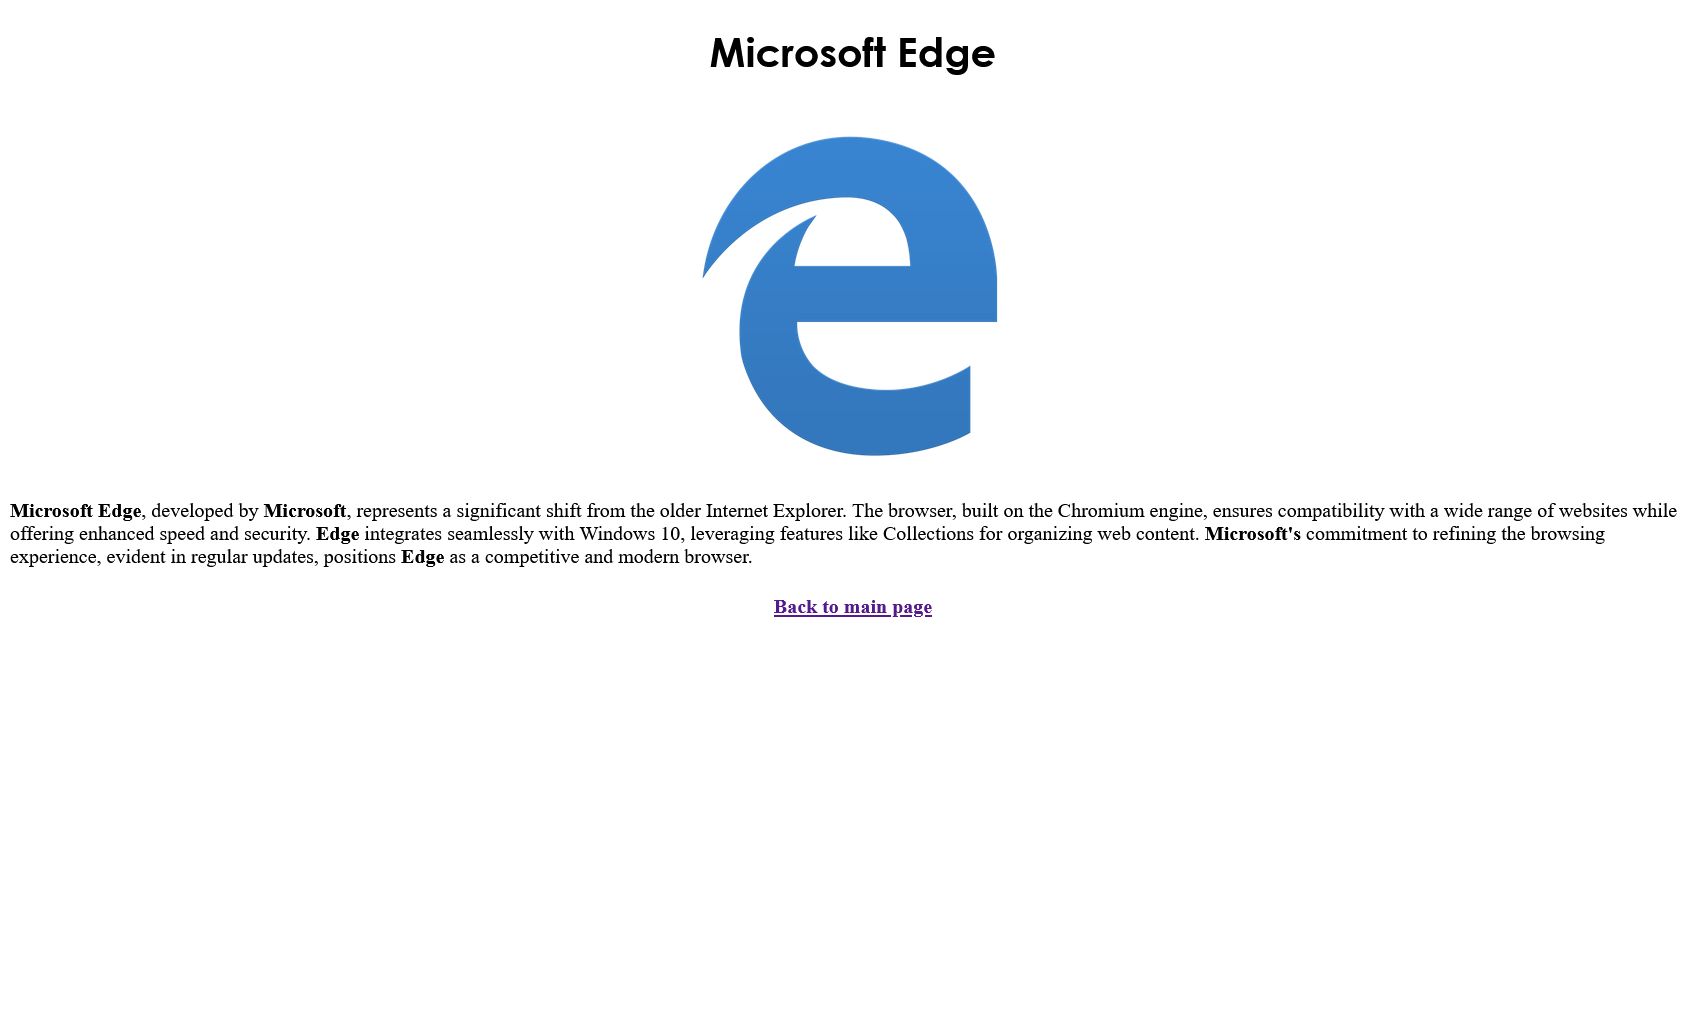 Microsoft Edge
Microsoft Edge, developed by Microsoft, represents a significant shift from the older Internet Explorer. The browser, built on the Chromium engine, ensures compatibility with a wide range of websites while
offering enhanced speed and security. Edge integrates seamlessly with Windows 10, leveraging features like Collections for organizing web content. Microsoft's commitment to refining the browsing
experience, evident in regular updates, positions Edge as a competitive and modern browser.
Back to main page